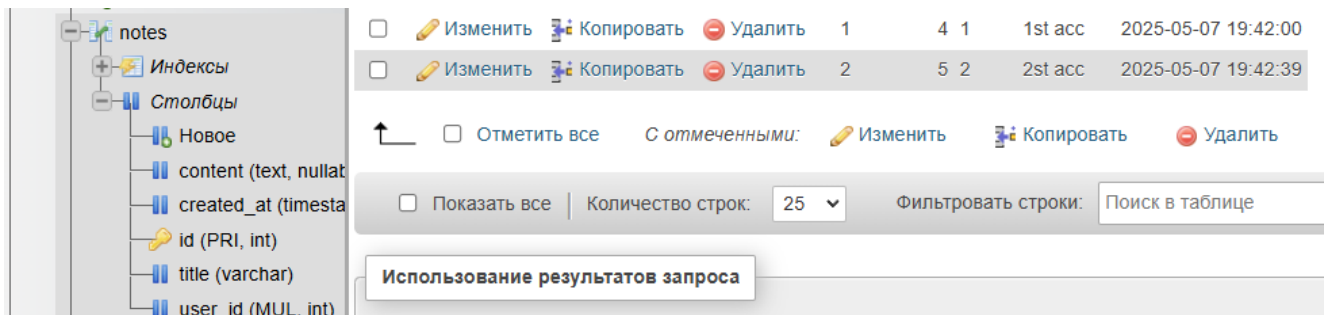 notes
Индексы
Столбцы
Новое
content (text, nullab
created_at (timesta
id (PRI, int)
title (varchar)
user_id (MUL, int)
Изменить Копировать Удалить 1 4 1 1st acc 2025-05-07 19:42:00
Изменить Копировать Удалить 2 5 2 2st acc 2025-05-07 19:42:39
Отметить все С отмеченными: Изменить Копировать Удалить
Показать все Количество строк: 25 Фильтровать строки: Поиск в таблице
Использование результатов запроса